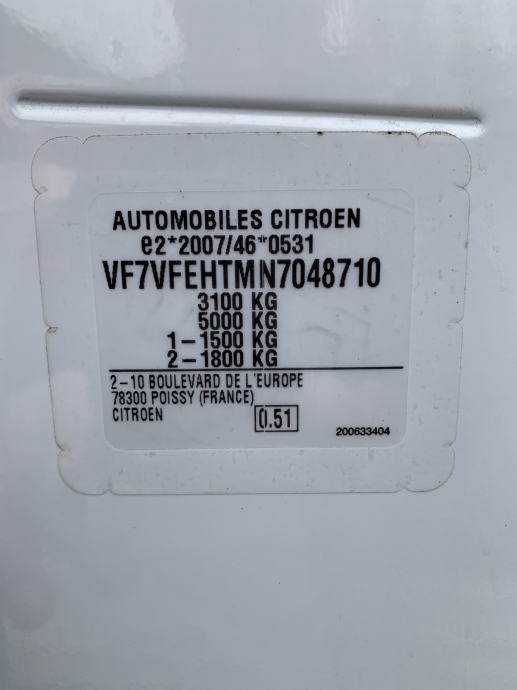 AUTOMOBILES CITROEN
e2*2007/46*0531
VF7VFEHTMN7048710
3100 KG
5000 KG
1-1500 KG
2-1800 KG
2-10 BOULEVARD DE L'EUROPE
78300 POISSY (FRANCE)
CITROEN 0.51
200633404